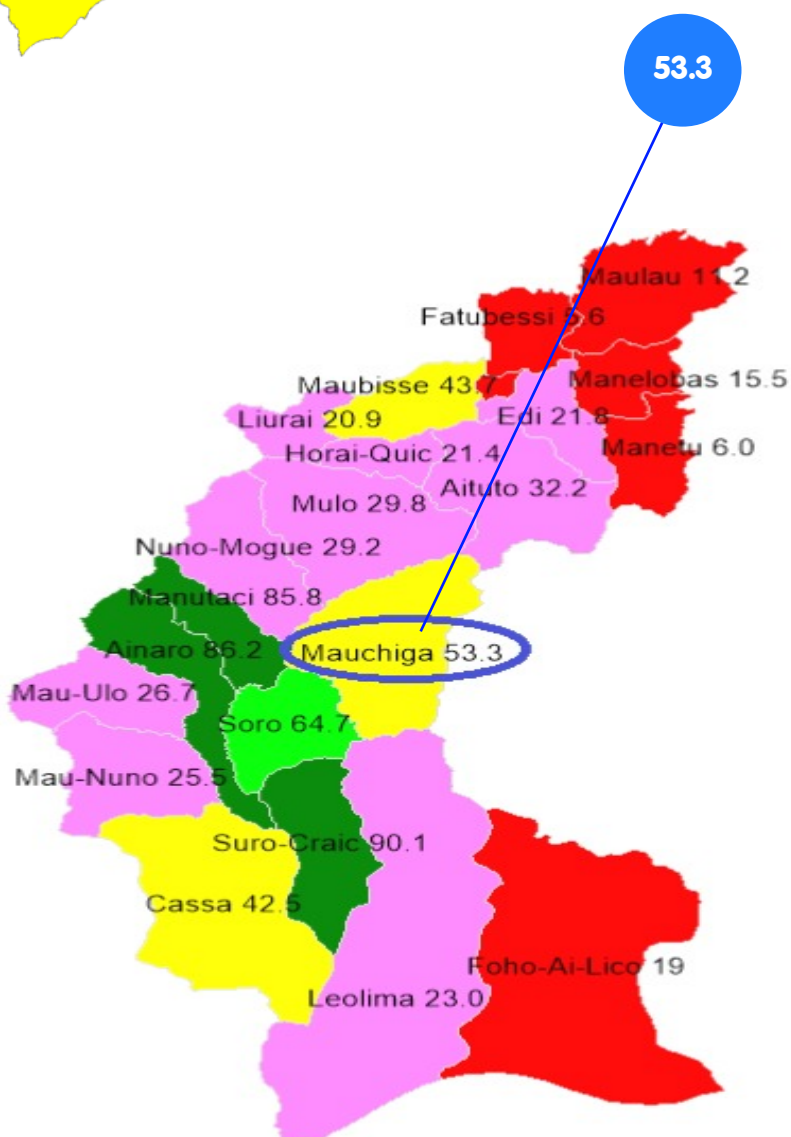 53.3
Maulau 11.2
Fatubessi 5.6
Maubisse 43.7
Manelobas 15.5
Liurai 20.9
Edi 21.8
Horai-Quic 21.4
Manetu 6.0
Aituto 32.2
Mulo 29.8
Nuno-Mogue 29.2
Manutaci 85.8
Ainaro 86.2
Mauchiga 53.3
Mau-Ulo 26.7
Soro 64.7
Mau-Nuno 25.5
Suro-Craic 90.1
Cassa 42.5
Foho-Ai-Lico 19
Leolima 23.0